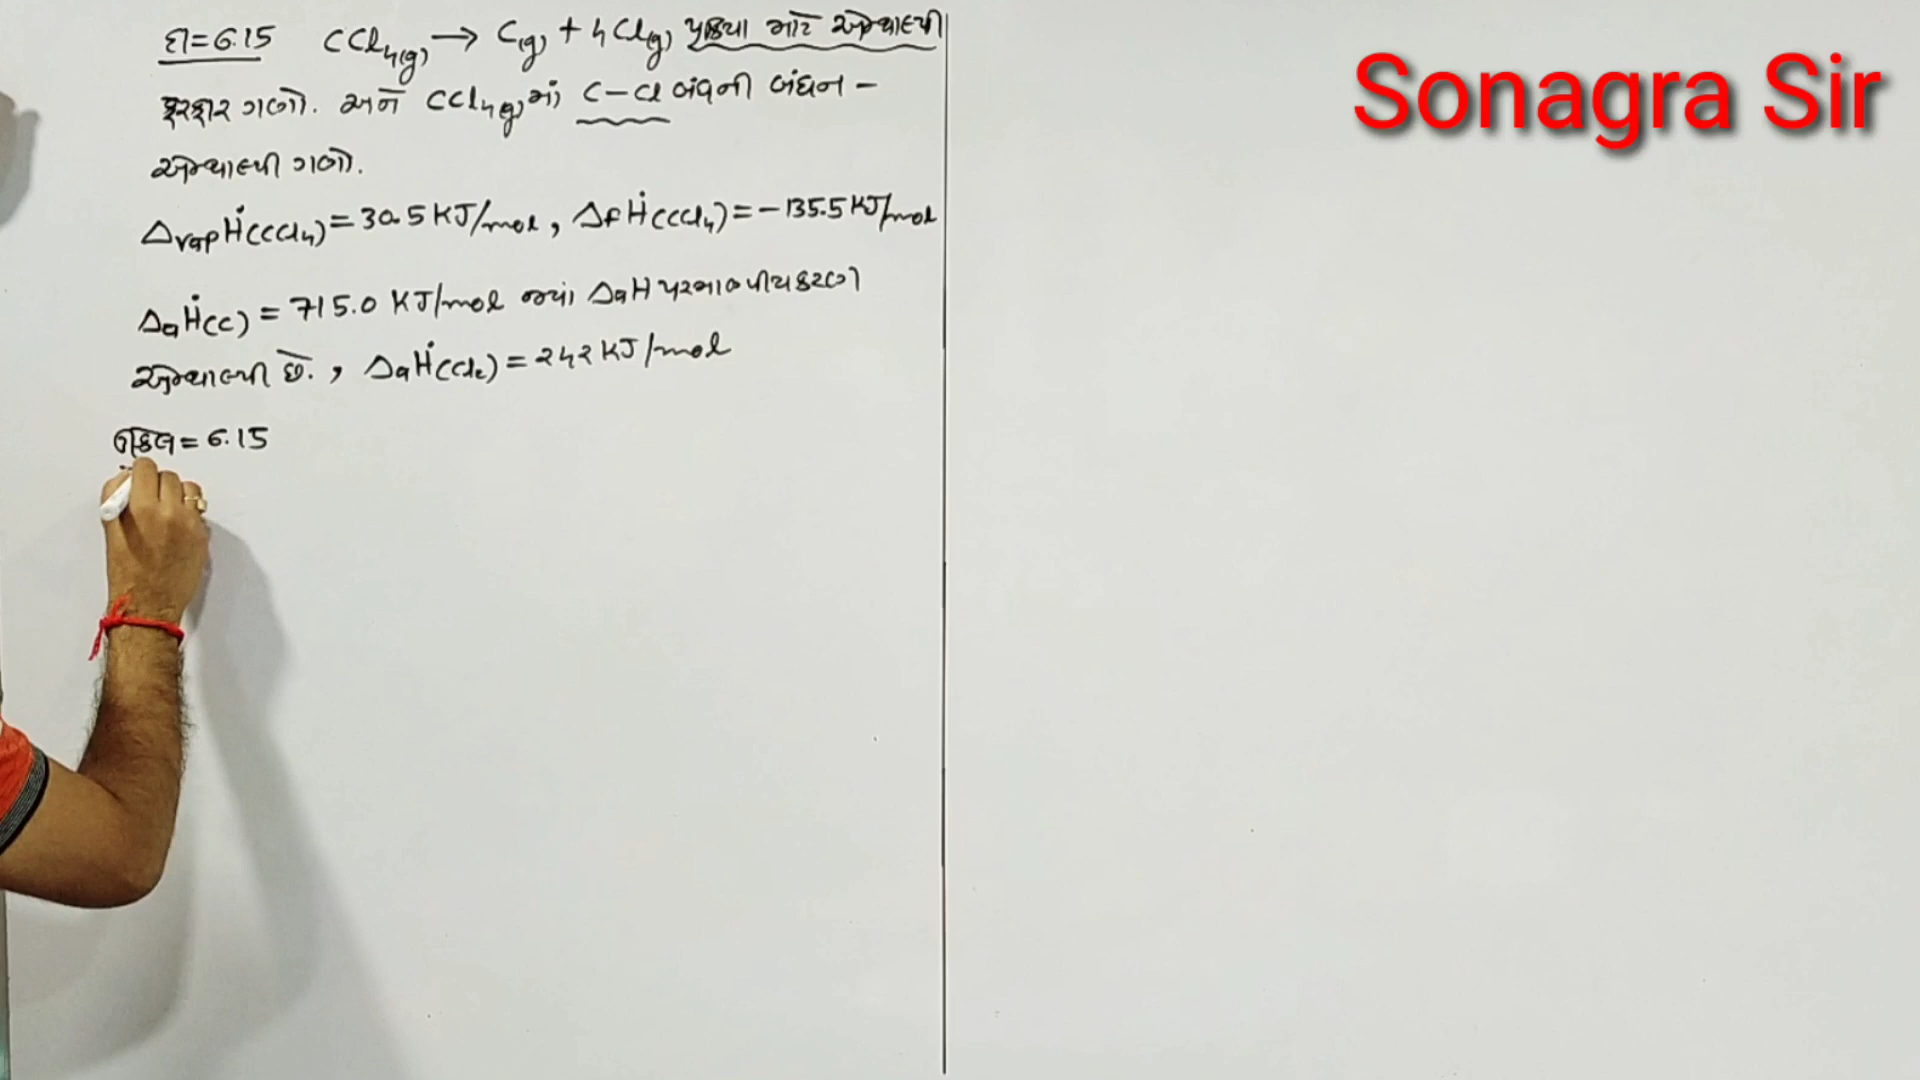 દા=6.15 CCl₄(g) → C(g) + 4Cl(g) પ્રક્રિયા માટે એન્થાલ્પી
ફેરફાર ગણો. અને CCl₄(g)માં C-Cl બંધની બંધન-
એન્થાલ્પી ગણો.
ΔvapH°(CCl₄) = 30.5 KJ/mol, ΔfH°(CCl₄) = -135.5 KJ/mol
ΔaH°(C) = 715.0 KJ/mol જ્યાં ΔaH પરમાણ્વીયકરણ
એન્થાલ્પી છે., ΔaH°(Cl₂) = 242 KJ/mol
ઉકેલ = 6.15
Sonagra Sir